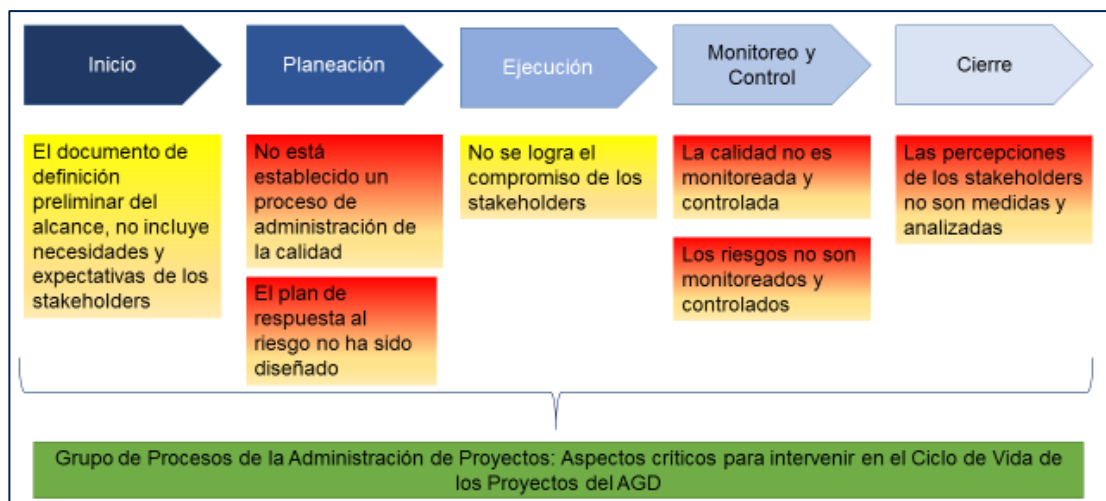 Inicio
Planeación
Ejecución
Monitoreo y
Control
Cierre
El documento de
definición
preliminar del
alcance, no incluye
necesidades y
expectativas de los
stakeholders
No está
establecido un
proceso de
administración de
la calidad
El plan de
respuesta al
riesgo no ha sido
diseñado
No se logra el
compromiso de los
stakeholders
La calidad no es
monitoreada y
controlada
Los riesgos no son
monitoreados y
controlados
Las percepciones
de los stakeholders
no son medidas y
analizadas
Grupo de Procesos de la Administración de Proyectos: Aspectos críticos para intervenir en el Ciclo de Vida de
los Proyectos del AGD